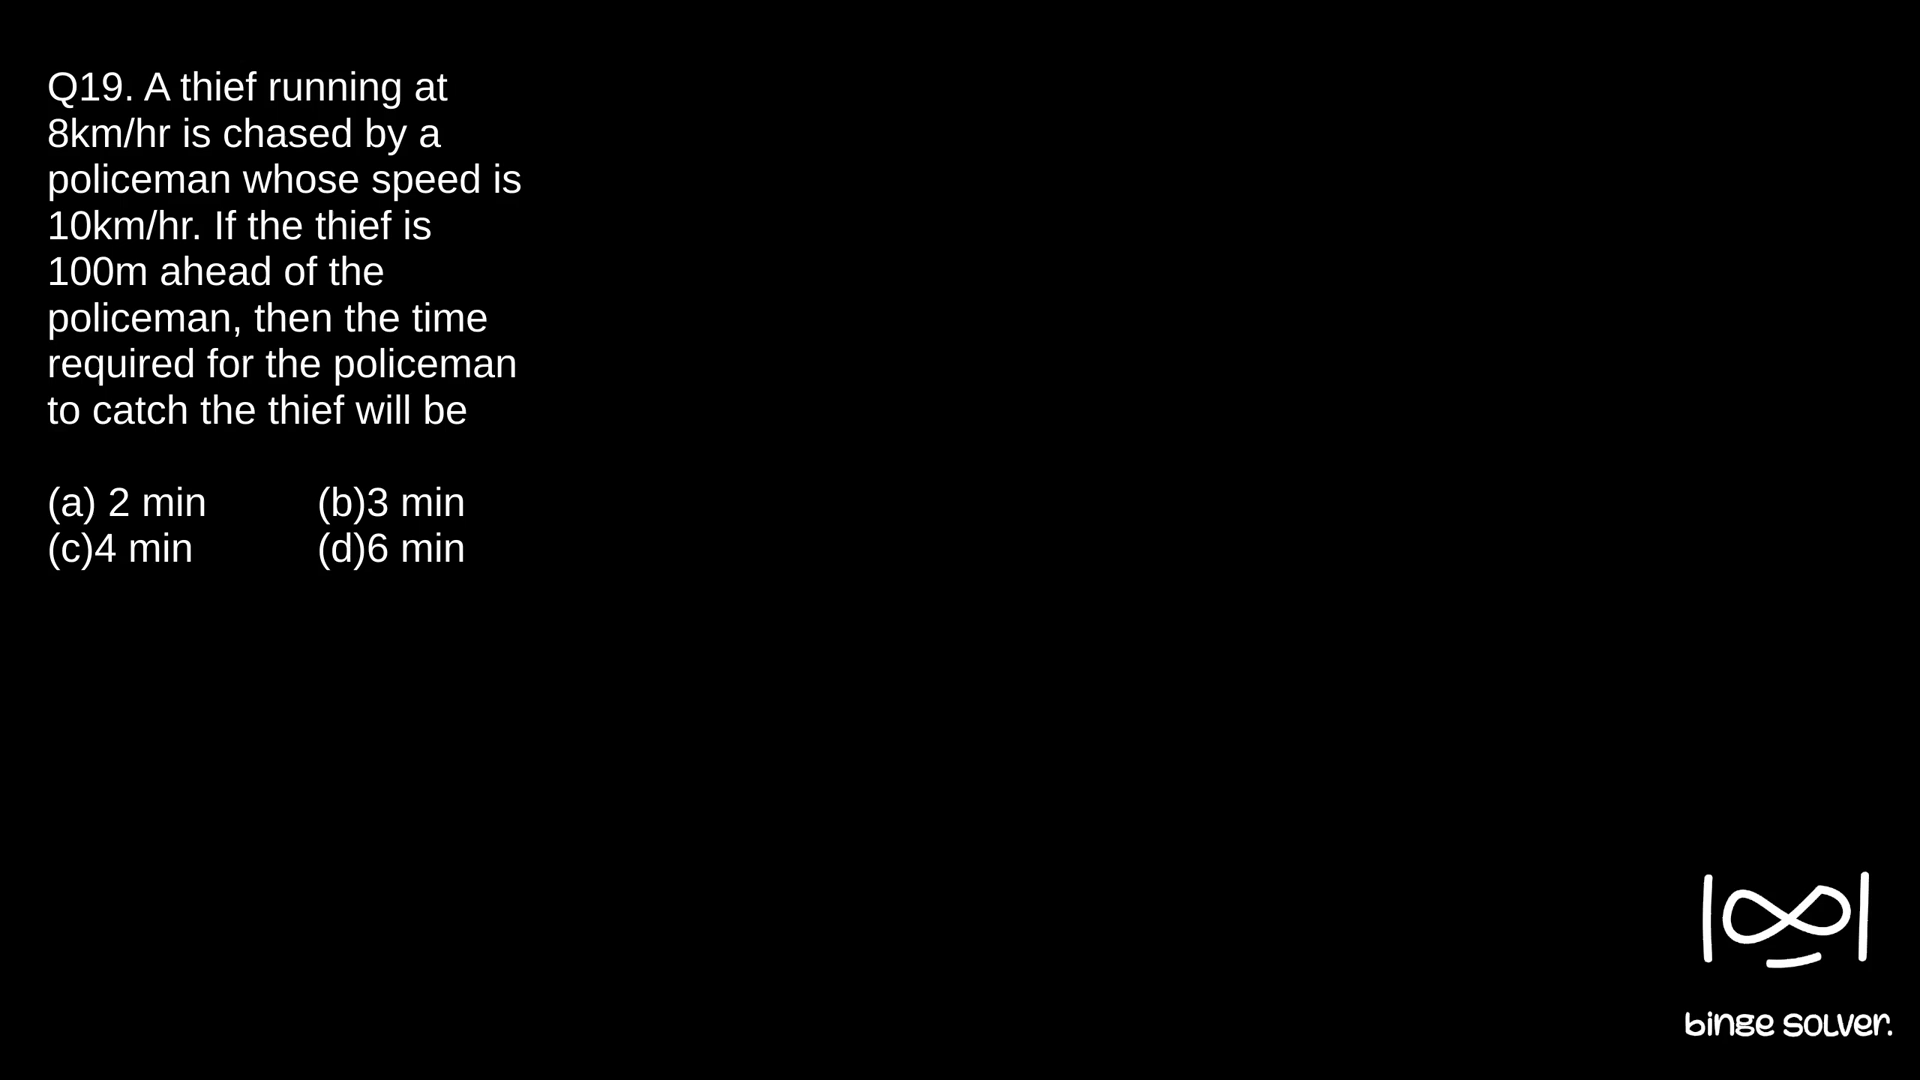 Q19. A thief running at
8km/hr is chased by a
policeman whose speed is
10km/hr. If the thief is
100m ahead of the
policeman, then the time
required for the policeman
to catch the thief will be
(a) 2 min (b)3 min
(c)4 min (d)6 min
binge solver.